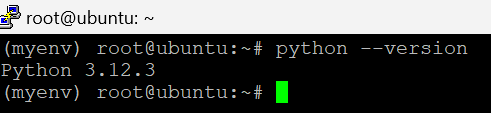 root@ubuntu: ~
(myenv) root@ubuntu:~# python --version
Python 3.12.3
(myenv) root@ubuntu:~#